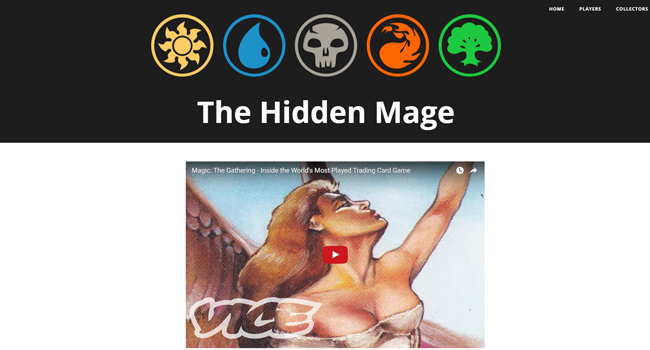 HOME PLAYERS COLLECTORS
The Hidden Mage
Magic: The Gathering - Inside the World's Most Played Trading Card Game
VICE